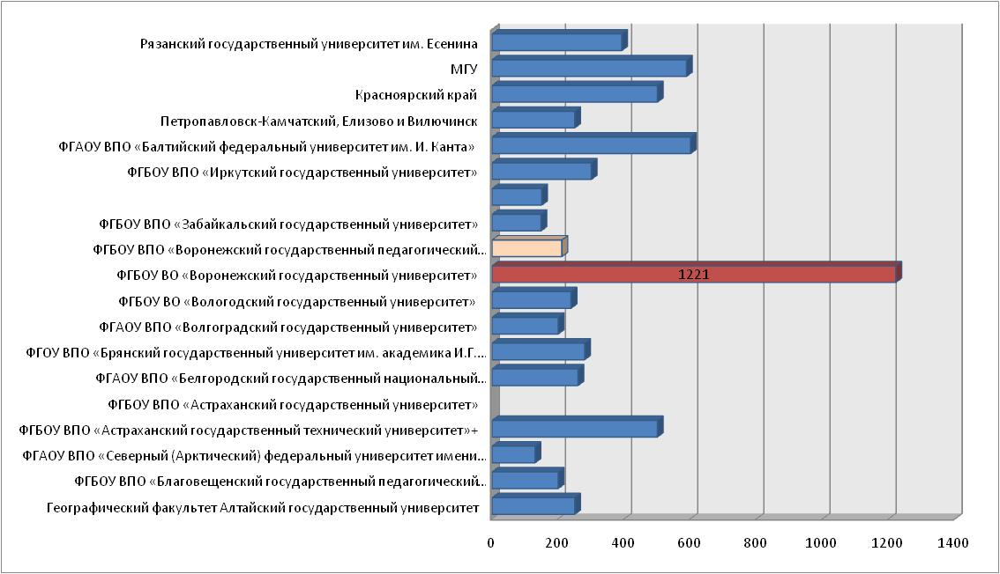 Рязанский государственный университет им. Есенина
МГУ
Красноярский край
Петропавловск-Камчатский, Елизово и Вилючинск
ФГАОУ ВПО «Балтийский федеральный университет им. И. Канта»
ФГБОУ ВПО «Иркутский государственный университет»
ФГБОУ ВПО «Забайкальский государственный университет»
ФГБОУ ВПО «Воронежский государственный педагогический...
ФГБОУ ВО «Воронежский государственный университет»
1221
ФГБОУ ВО «Вологодский государственный университет»
ФГАОУ ВПО «Волгоградский государственный университет»
ФГОУ ВПО «Брянский государственный университет им. академика И.Г....
ФГАОУ ВПО «Белгородский государственный национальный...
ФГБОУ ВПО «Астраханский государственный университет»
ФГБОУ ВПО «Астраханский государственный технический университет»+
ФГАОУ ВПО «Северный (Арктический) федеральный университет имени...
ФГБОУ ВПО «Благовещенский государственный педагогический...
Географический факультет Алтайский государственный университет
0 200 400 600 800 1000 1200 1400